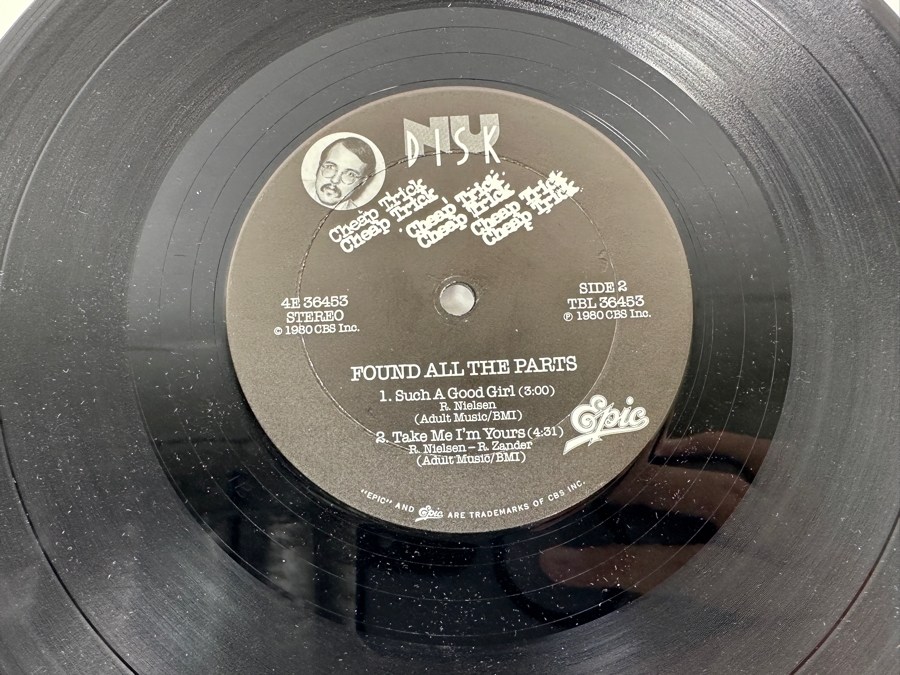 NU
DISK
Cheap Trick Cheap Trick Cheap Trick
Cheap Trick Cheap Trick Cheap Trick
4E 36453
STEREO
© 1980 CBS Inc.
SIDE 2
TBL 36453
℗ 1980 CBS Inc.
FOUND ALL THE PARTS
1. Such A Good Girl (3:00)
R. Nielsen
(Adult Music/BMI)
2. Take Me I'm Yours (4:31)
R. Nielsen – R. Zander
(Adult Music/BMI)
Epic
"EPIC" AND Epic ARE TRADEMARKS OF CBS INC.